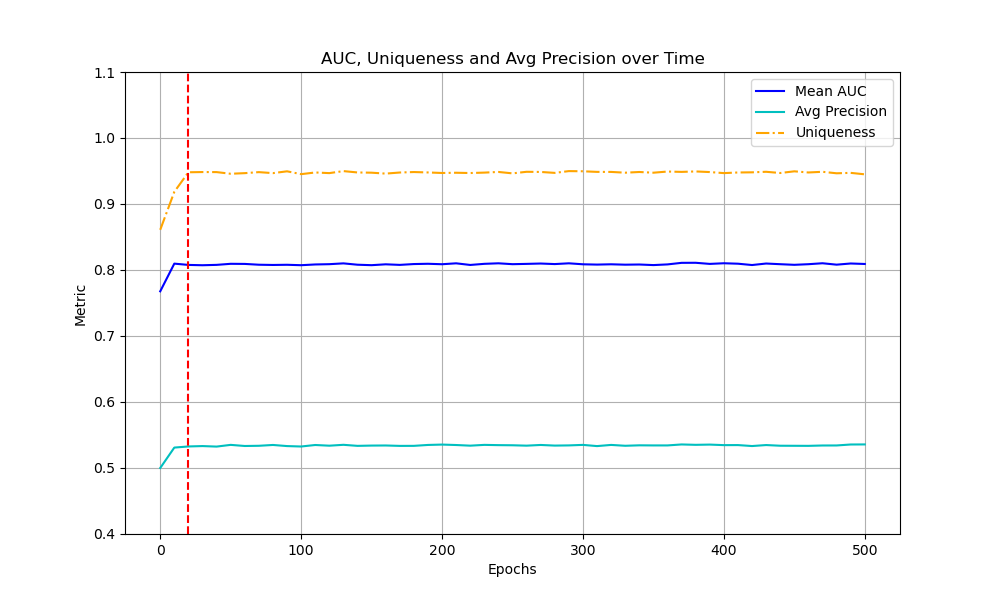 AUC, Uniqueness and Avg Precision over Time
1.1
1.0
0.9
0.8
0.7
0.6
0.5
0.4
Metric
Mean AUC
Avg Precision
Uniqueness
0
100
200
300
400
500
Epochs